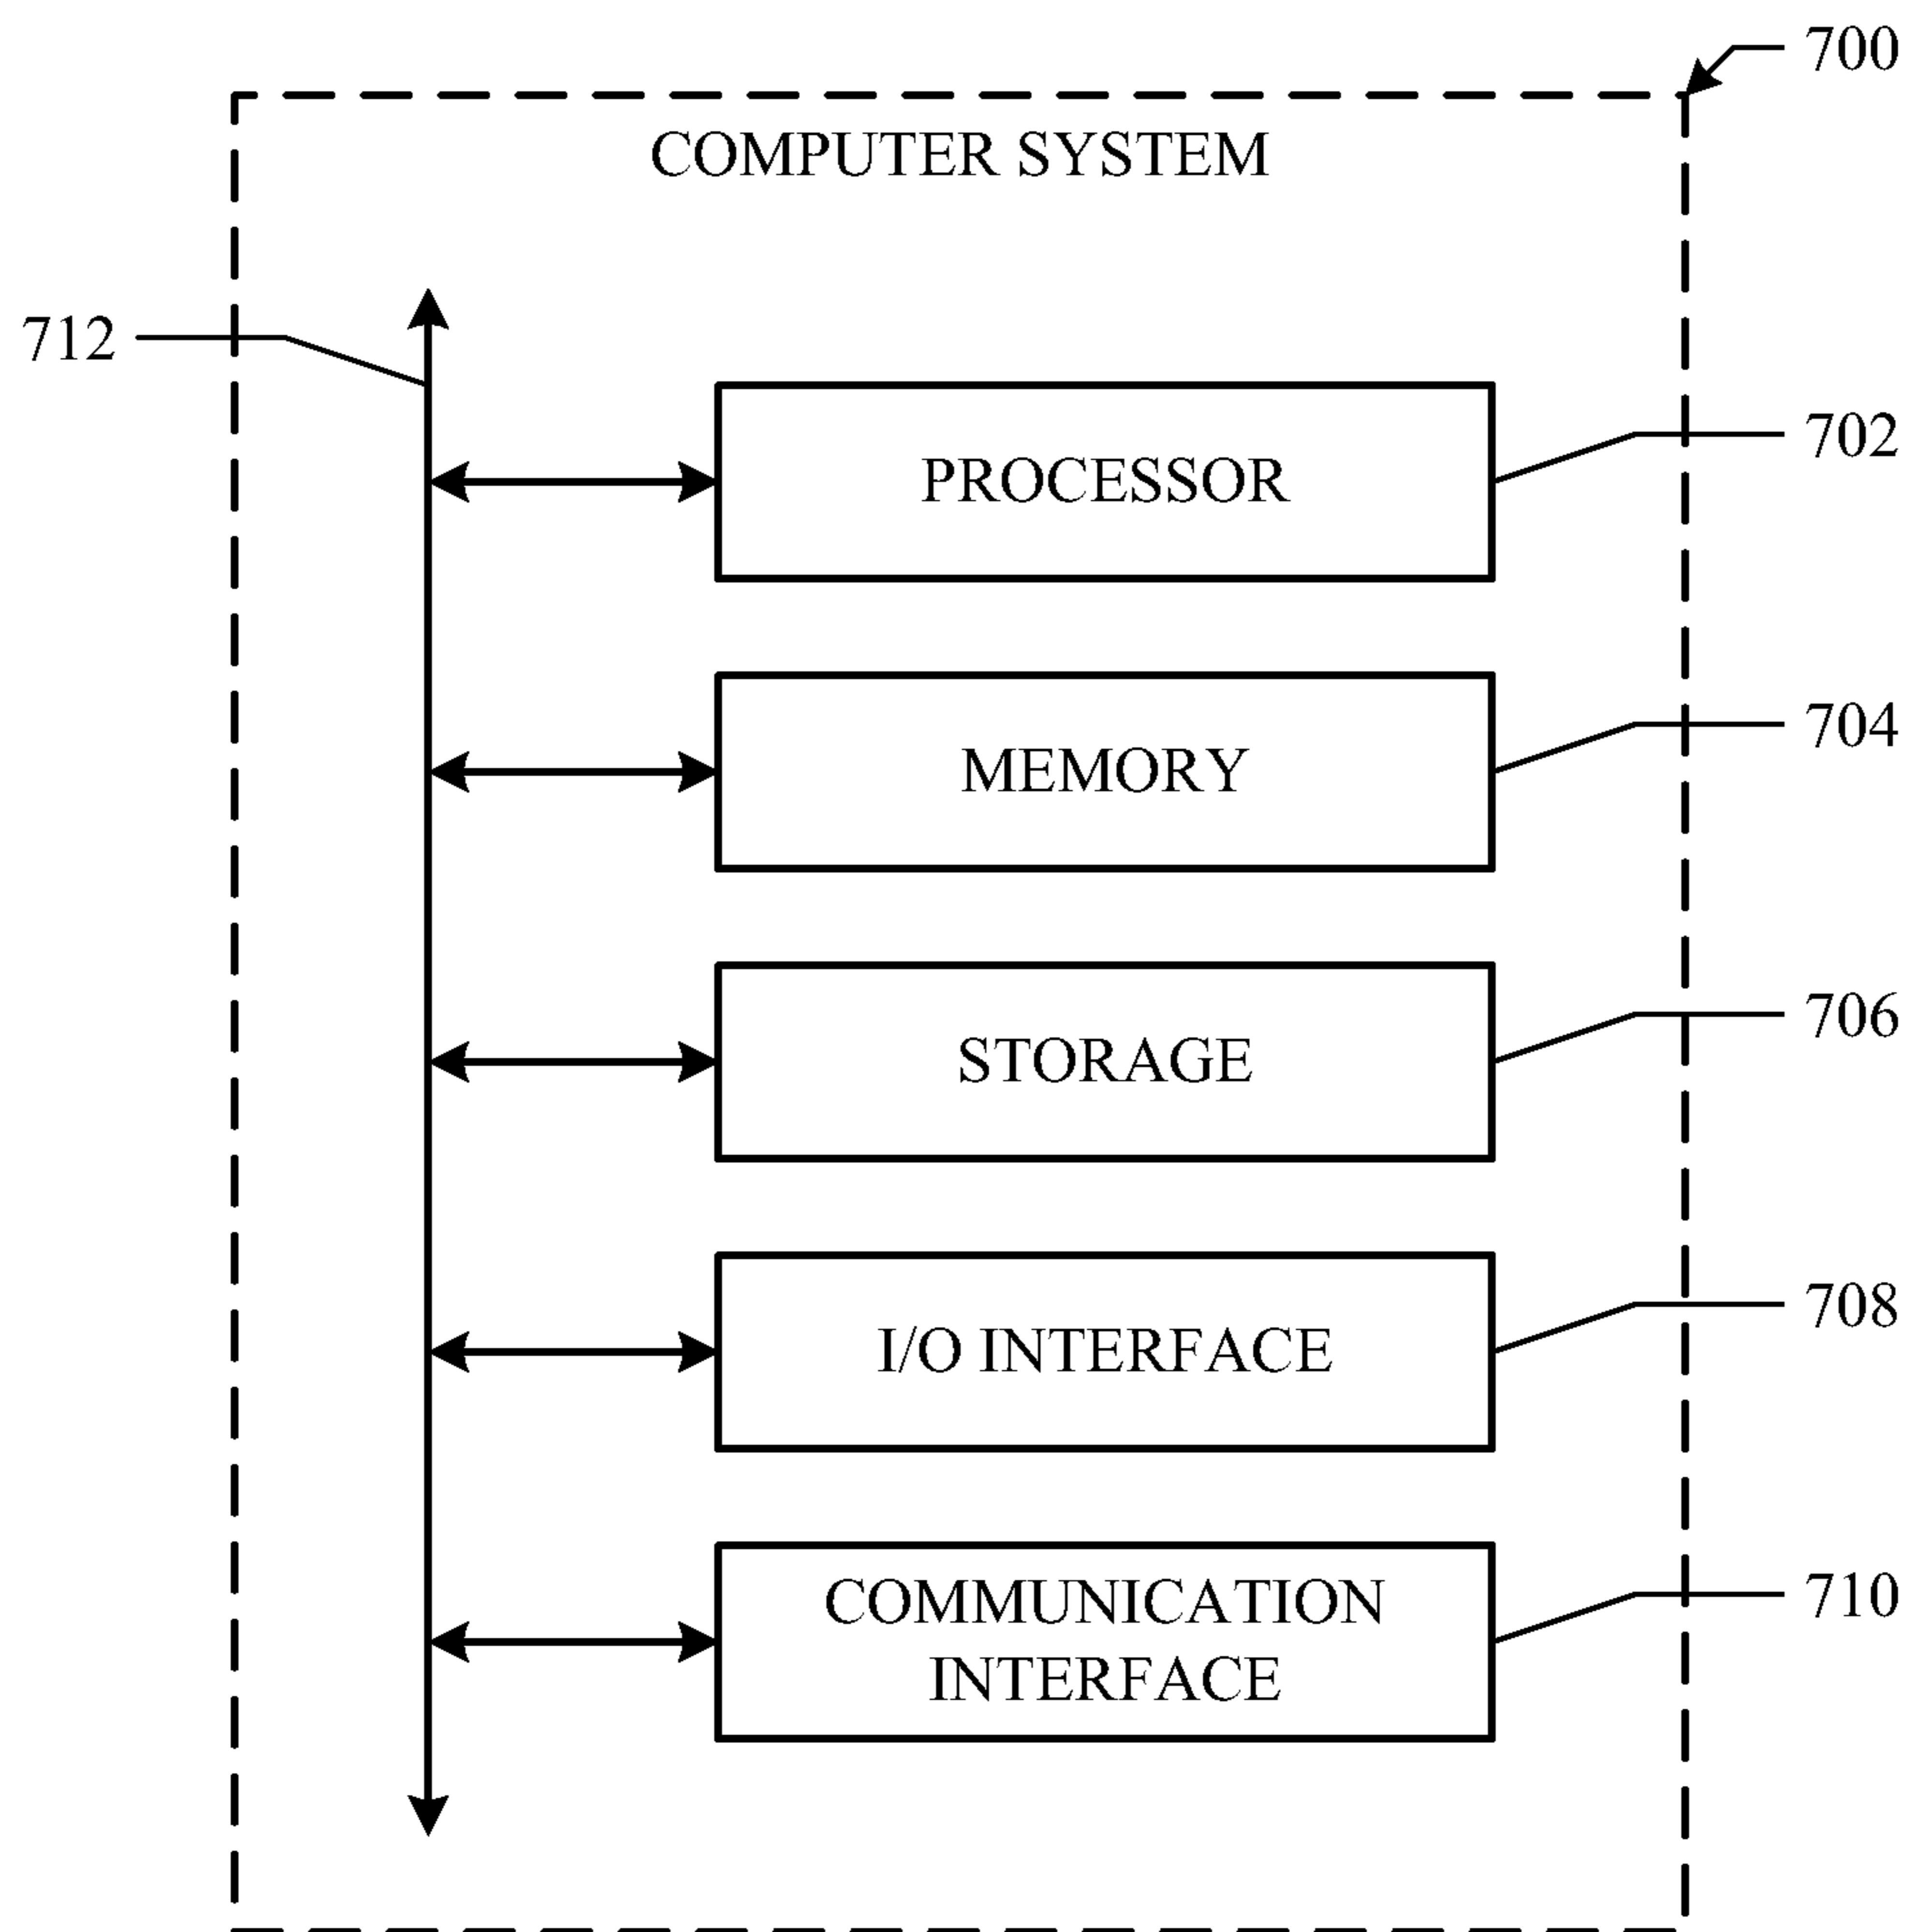 700
COMPUTER SYSTEM
712
PROCESSOR
702
MEMORY
704
STORAGE
706
I/O INTERFACE
708
COMMUNICATION
INTERFACE
710